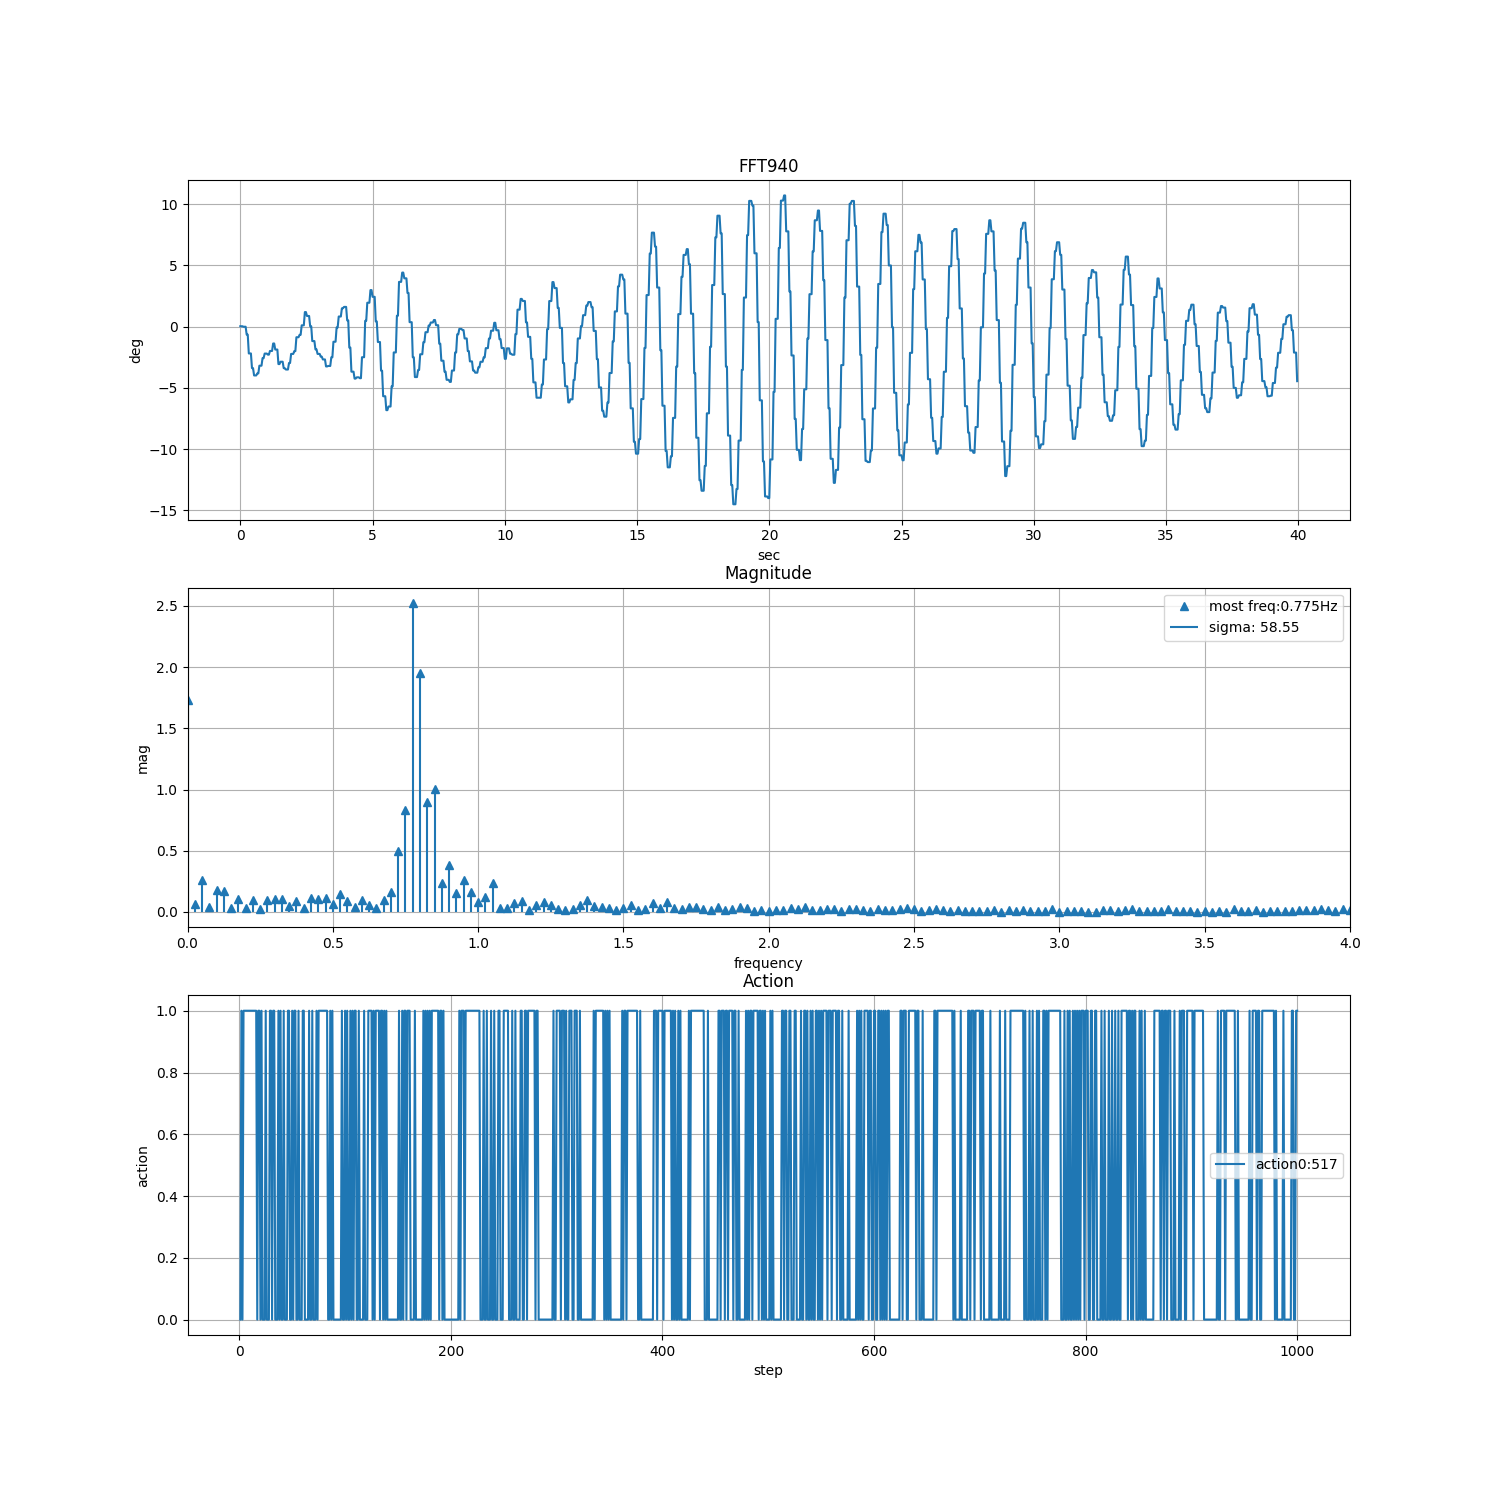 FFT940
10
5
0
−5
−10
−15
deg
0 5 10 15 20 25 30 35 40
sec
Magnitude
most freq:0.775Hz
sigma: 58.55
2.5
2.0
1.5
1.0
0.5
0.0
mag
0.0 0.5 1.0 1.5 2.0 2.5 3.0 3.5 4.0
frequency
Action
1.0
0.8
0.6
0.4
0.2
0.0
action
action0:517
0 200 400 600 800 1000
step